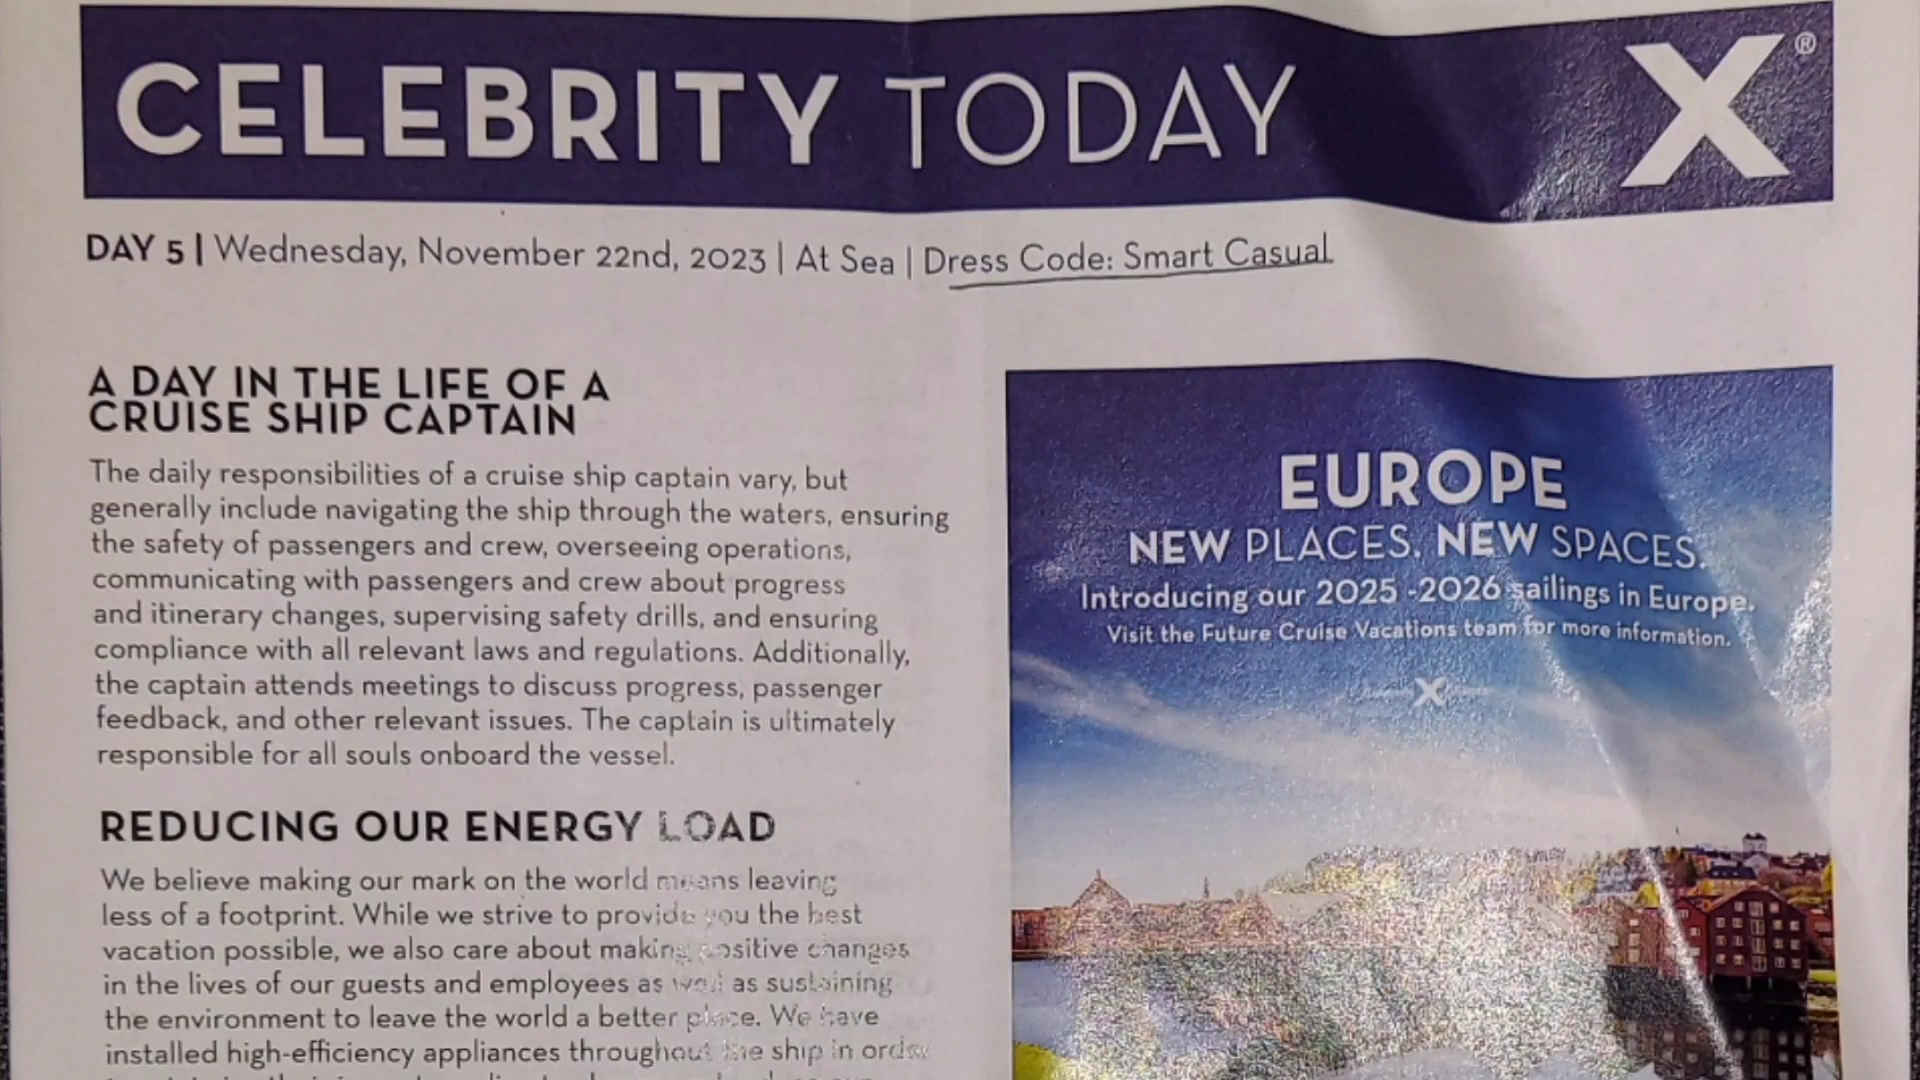 CELEBRITY TODAY
X®
DAY 5 | Wednesday, November 22nd, 2023 | At Sea | Dress Code: Smart Casual
A DAY IN THE LIFE OF A
CRUISE SHIP CAPTAIN
The daily responsibilities of a cruise ship captain vary, but
generally include navigating the ship through the waters, ensuring
the safety of passengers and crew, overseeing operations,
communicating with passengers and crew about progress
and itinerary changes, supervising safety drills, and ensuring
compliance with all relevant laws and regulations. Additionally,
the captain attends meetings to discuss progress, passenger
feedback, and other relevant issues. The captain is ultimately
responsible for all souls onboard the vessel.
REDUCING OUR ENERGY LOAD
We believe making our mark on the world means leaving
less of a footprint. While we strive to provide you the best
vacation possible, we also care about making positive changes
in the lives of our guests and employees as well as sustaining
the environment to leave the world a better place. We have
installed high-efficiency appliances throughout the ship in order
EUROPE
NEW PLACES. NEW SPACES.
Introducing our 2025 -2026 sailings in Europe.
Visit the Future Cruise Vacations team for more information.
X